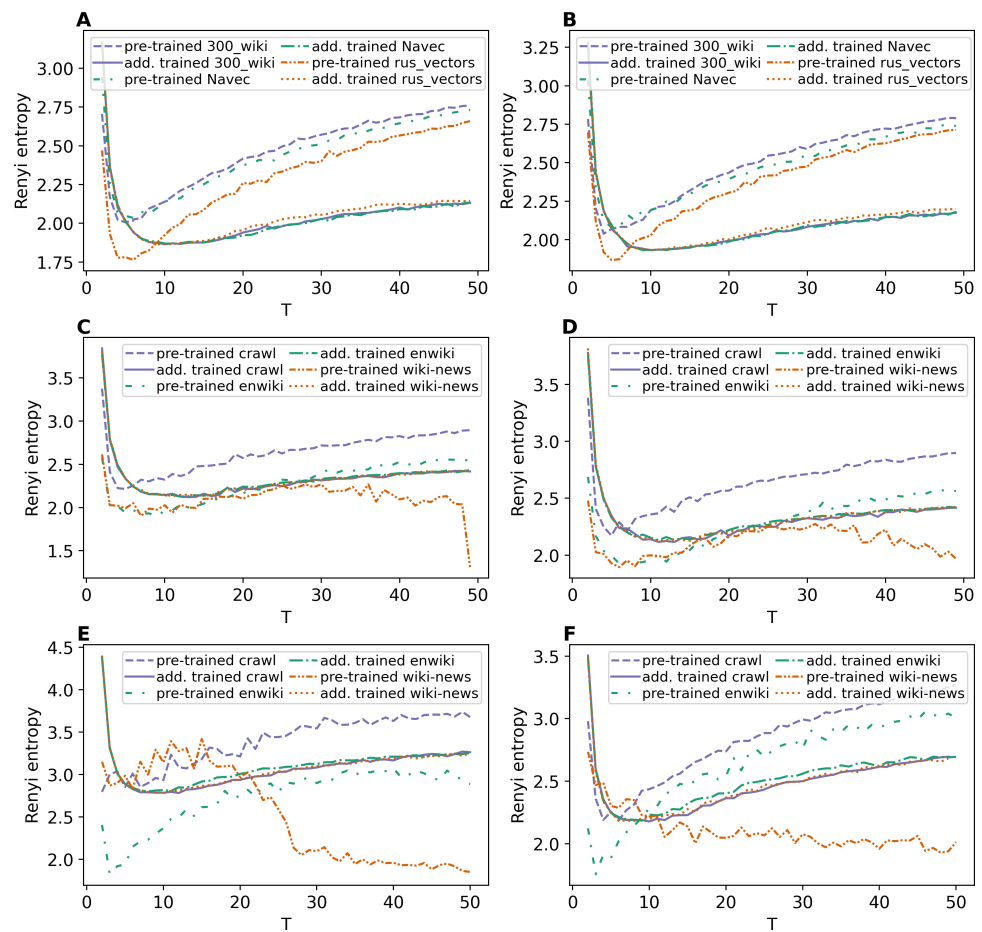 A
Renyi entropy
3.00
2.75
2.50
2.25
2.00
1.75
pre-trained 300_wiki
add. trained 300_wiki
pre-trained Navec
add. trained Navec
pre-trained rus_vectors
add. trained rus_vectors
0 10 20 30 40 50
T
B
Renyi entropy
3.25
3.00
2.75
2.50
2.25
2.00
pre-trained 300_wiki
add. trained 300_wiki
pre-trained Navec
add. trained Navec
pre-trained rus_vectors
add. trained rus_vectors
0 10 20 30 40 50
T
C
Renyi entropy
3.5
3.0
2.5
2.0
1.5
pre-trained crawl
add. trained crawl
pre-trained enwiki
add. trained enwiki
pre-trained wiki-news
add. trained wiki-news
0 10 20 30 40 50
T
D
Renyi entropy
3.5
3.0
2.5
2.0
pre-trained crawl
add. trained crawl
pre-trained enwiki
add. trained enwiki
pre-trained wiki-news
add. trained wiki-news
0 10 20 30 40 50
T
E
Renyi entropy
4.5
4.0
3.5
3.0
2.5
2.0
pre-trained crawl
add. trained crawl
pre-trained enwiki
add. trained enwiki
pre-trained wiki-news
add. trained wiki-news
0 10 20 30 40 50
T
F
Renyi entropy
3.5
3.0
2.5
2.0
pre-trained crawl
add. trained crawl
pre-trained enwiki
add. trained enwiki
pre-trained wiki-news
add. trained wiki-news
0 10 20 30 40 50
T